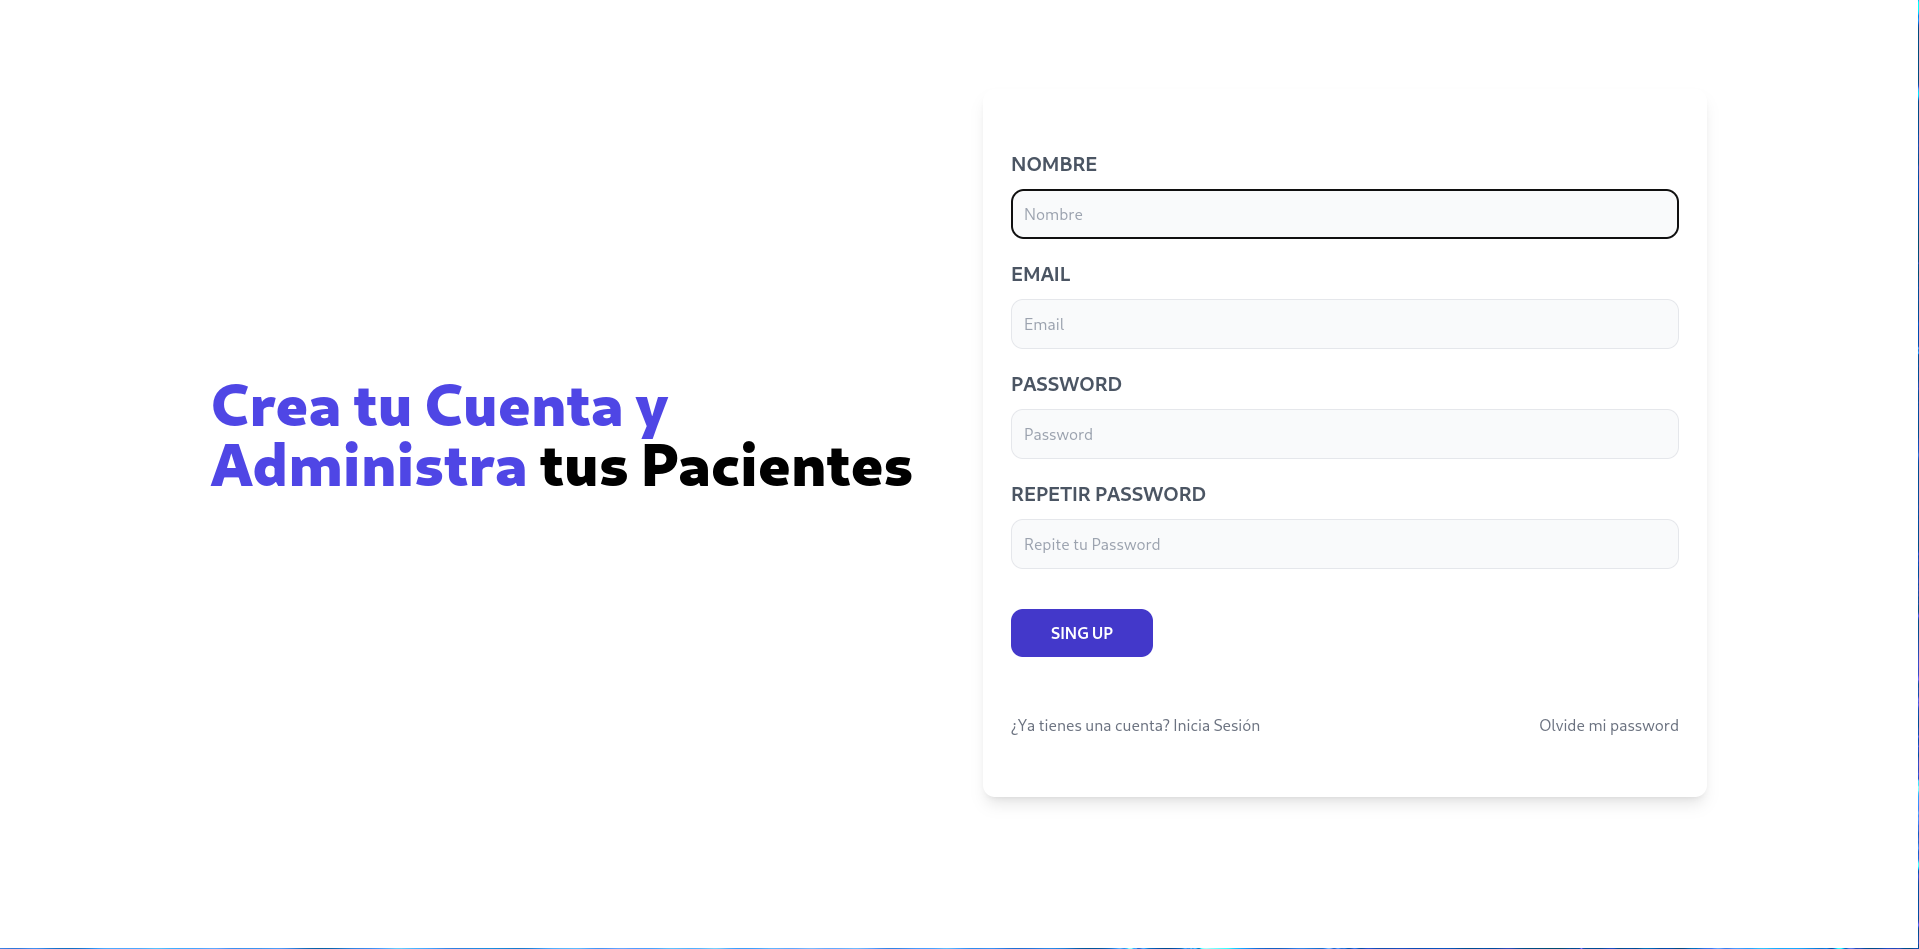 Crea tu Cuenta y
Administra tus Pacientes
NOMBRE
Nombre
EMAIL
Email
PASSWORD
Password
REPETIR PASSWORD
Repite tu Password
SING UP
¿Ya tienes una cuenta? Inicia Sesión
Olvide mi password